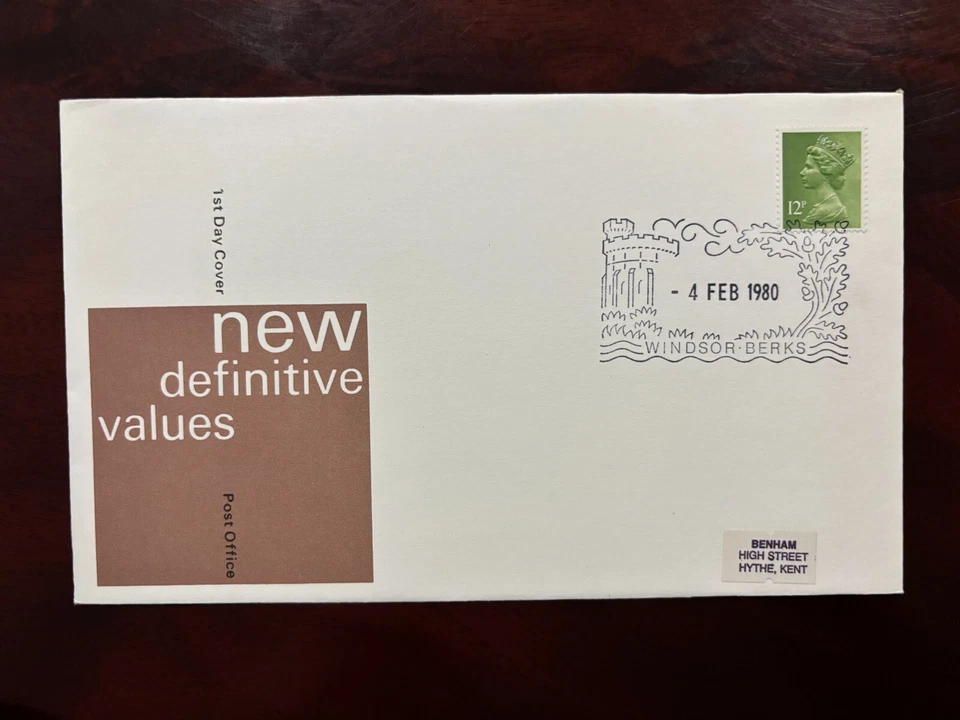 1st Day Cover
new
definitive
values
Post Office
12P
- 4 FEB 1980
WINDSOR·BERKS
BENHAM
HIGH STREET
HYTHE, KENT